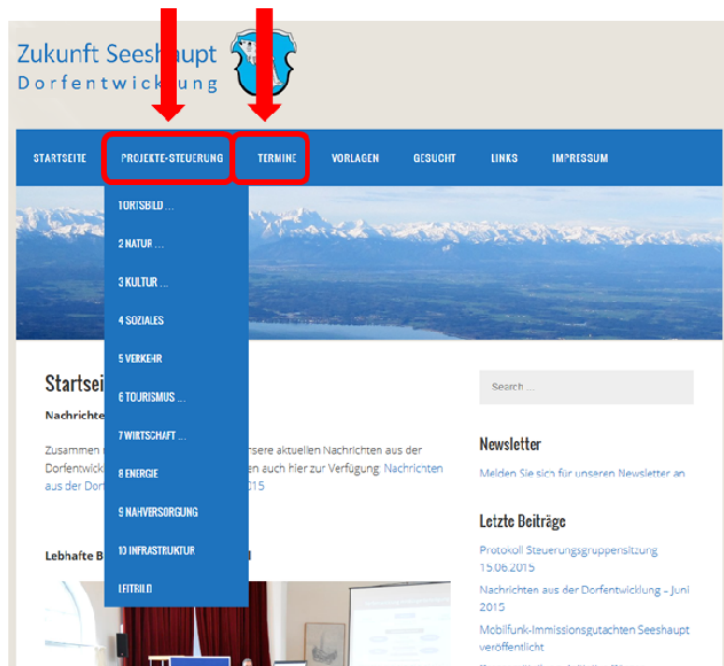 Zukunft Seeshaupt
Dorfentwicklung
STARTSEITE PROJEKTE-STEUERUNG TERMINE VORLAGEN GESUCHT LINKS IMPRESSUM
1 ORTSBILD ...
2 NATUR ...
3 KULTUR ...
4 SOZIALES
5 VERKEHR
6 TOURISMUS ...
7 WIRTSCHAFT ...
8 ENERGIE
9 NAHVERSORGUNG
10 INFRASTRUKTUR
LEITBILD
Startsei
Nachrichte
Zusammen nsere aktuellen Nachrichten aus der
Dorfentwick en auch hier zur Verfügung: Nachrichten
aus der Dor 15
Lebhafte B
Search ...
Newsletter
Melden Sie sich für unseren Newsletter an
Letzte Beiträge
Protokoll Steuerungsgruppensitzung
15.06.2015
Nachrichten aus der Dorfentwicklung – Juni
2015
Mobilfunk-Immissionsgutachten Seeshaupt
veröffentlicht